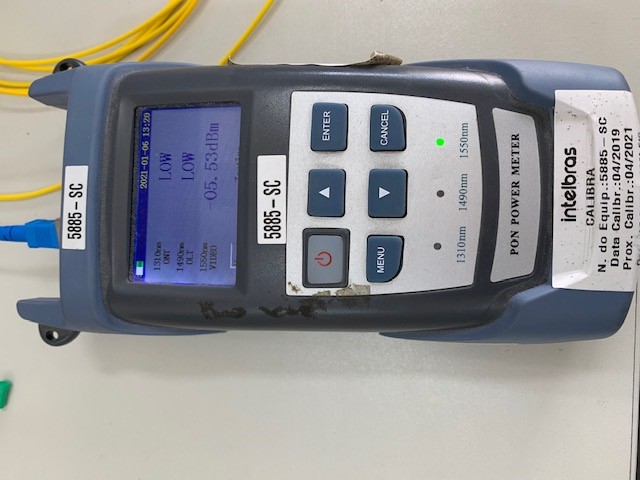 2021-01-06 13:20
1310nm LOW
ONT
1490nm LOW
OLT
1550nm 05.53dBm
VIDEO
5885-SC
5885-SC
ENTER
CANCEL
MENU
1550nm
1490nm
1310nm
PON POWER METER
intelbras
CALIBRA
N. do Equip.:5885-SC
Data Calibr.:04/2019
Prox. Calibr.:04/2021